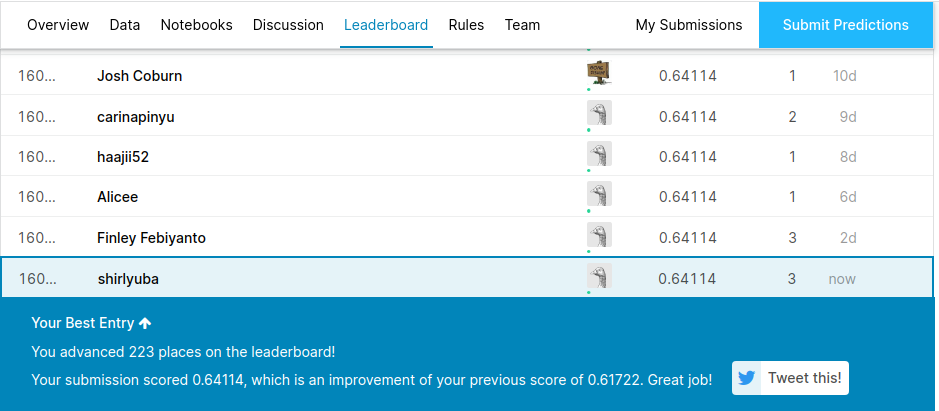 Overview Data Notebooks Discussion Leaderboard Rules Team My Submissions Submit Predictions
160... Josh Coburn 0.64114 1 10d
160... carinapinyu 0.64114 2 9d
160... haajii52 0.64114 1 8d
160... Alicee 0.64114 1 6d
160... Finley Febiyanto 0.64114 3 2d
160... shirlyuba 0.64114 3 now
Your Best Entry
You advanced 223 places on the leaderboard!
Your submission scored 0.64114, which is an improvement of your previous score of 0.61722. Great job! Tweet this!